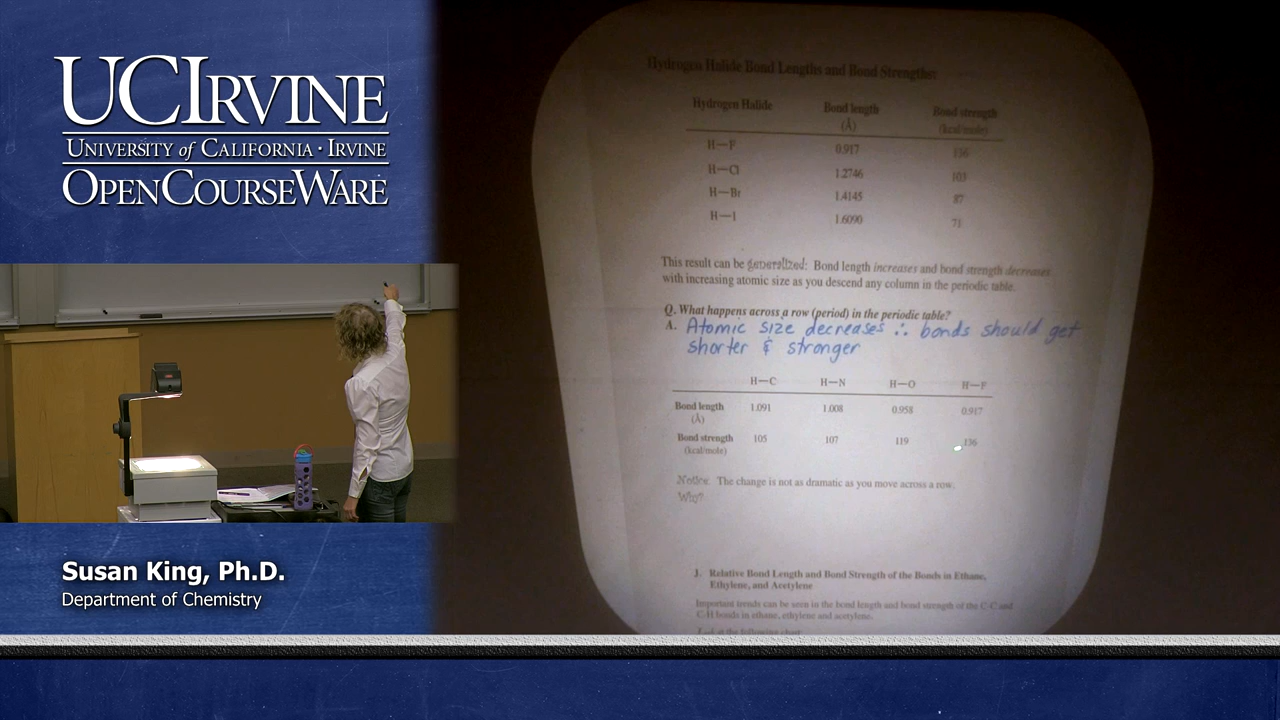 UCIRVINE
UNIVERSITY of CALIFORNIA · IRVINE
OPENCOURSEWARE
Susan King, Ph.D.
Department of Chemistry
Hydrogen Halide Bond Lengths and Bond Strengths:
Hydrogen Halide Bond length (Å) Bond strength (kcal/mole)
H—F 0.917 136
H—Cl 1.2746 103
H—Br 1.4145 87
H—I 1.6090 71
This result can be generalized: Bond length increases and bond strength decreases
with increasing atomic size as you descend any column in the periodic table.
Q. What happens across a row (period) in the periodic table?
A. Atomic size decreases ∴ bonds should get
shorter & stronger
H—C H—N H—O H—F
Bond length (Å) 1.091 1.008 0.958 0.917
Bond strength (kcal/mole) 105 107 119 136
Notice: The change is not as dramatic as you move across a row.
Why?
J. Relative Bond Length and Bond Strength of the Bonds in Ethane,
Ethylene, and Acetylene
Important trends can be seen in the bond length and bond strength of the C-C and
C-H bonds in ethane, ethylene and acetylene.